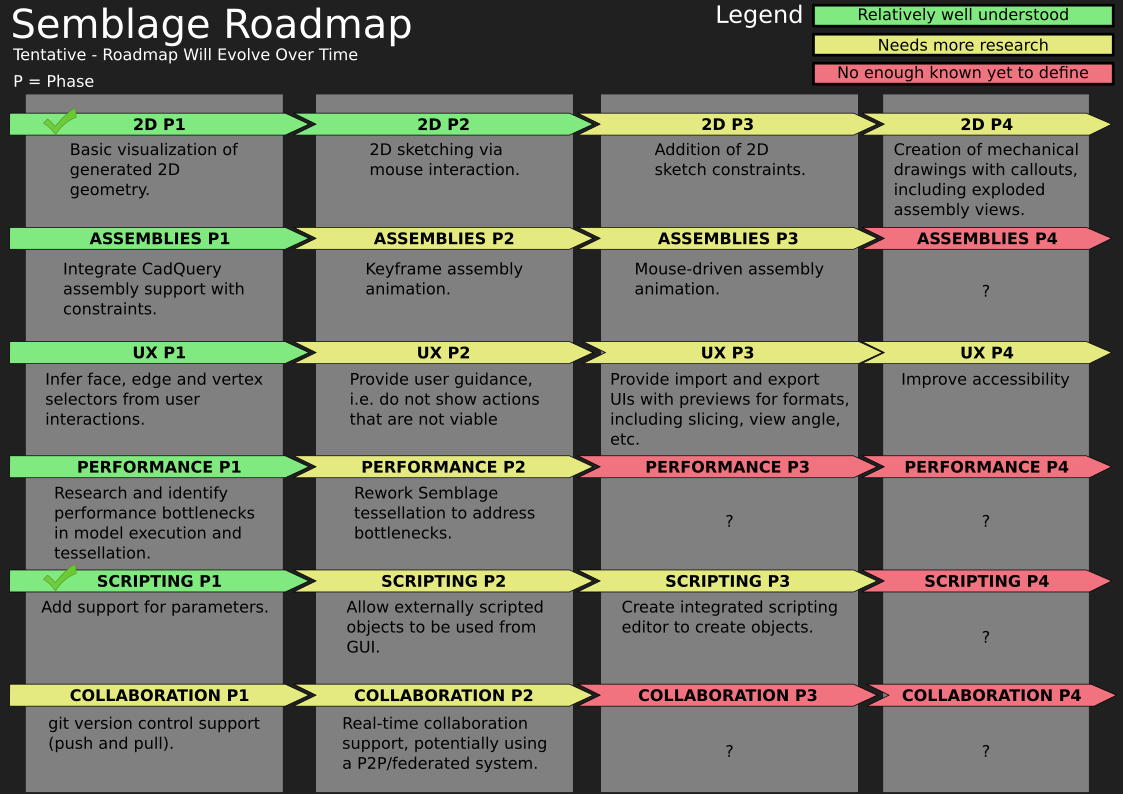 Semblage Roadmap
Tentative - Roadmap Will Evolve Over Time
P = Phase
Legend
Relatively well understood
Needs more research
No enough known yet to define
2D P1
Basic visualization of
generated 2D
geometry.
2D P2
2D sketching via
mouse interaction.
2D P3
Addition of 2D
sketch constraints.
2D P4
Creation of mechanical
drawings with callouts,
including exploded
assembly views.
ASSEMBLIES P1
Integrate CadQuery
assembly support with
constraints.
ASSEMBLIES P2
Keyframe assembly
animation.
ASSEMBLIES P3
Mouse-driven assembly
animation.
ASSEMBLIES P4
?
UX P1
Infer face, edge and vertex
selectors from user
interactions.
UX P2
Provide user guidance,
i.e. do not show actions
that are not viable
UX P3
Provide import and export
UIs with previews for formats,
including slicing, view angle,
etc.
UX P4
Improve accessibility
PERFORMANCE P1
Research and identify
performance bottlenecks
in model execution and
tessellation.
PERFORMANCE P2
Rework Semblage
tessellation to address
bottlenecks.
PERFORMANCE P3
?
PERFORMANCE P4
?
SCRIPTING P1
Add support for parameters.
SCRIPTING P2
Allow externally scripted
objects to be used from
GUI.
SCRIPTING P3
Create integrated scripting
editor to create objects.
SCRIPTING P4
?
COLLABORATION P1
git version control support
(push and pull).
COLLABORATION P2
Real-time collaboration
support, potentially using
a P2P/federated system.
COLLABORATION P3
?
COLLABORATION P4
?